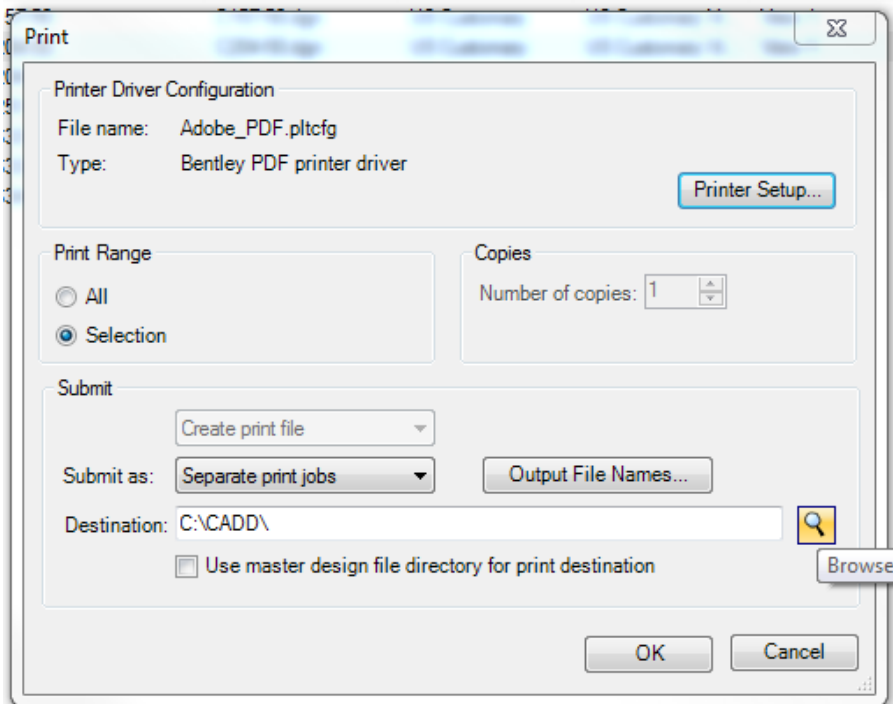 Print
Printer Driver Configuration
File name: Adobe_PDF.pltcfg
Type: Bentley PDF printer driver
Printer Setup...
Print Range
All
Selection
Copies
Number of copies: 1
Submit
Create print file
Submit as: Separate print jobs
Output File Names...
Destination: C:\CADD\
Use master design file directory for print destination
Browse
OK
Cancel